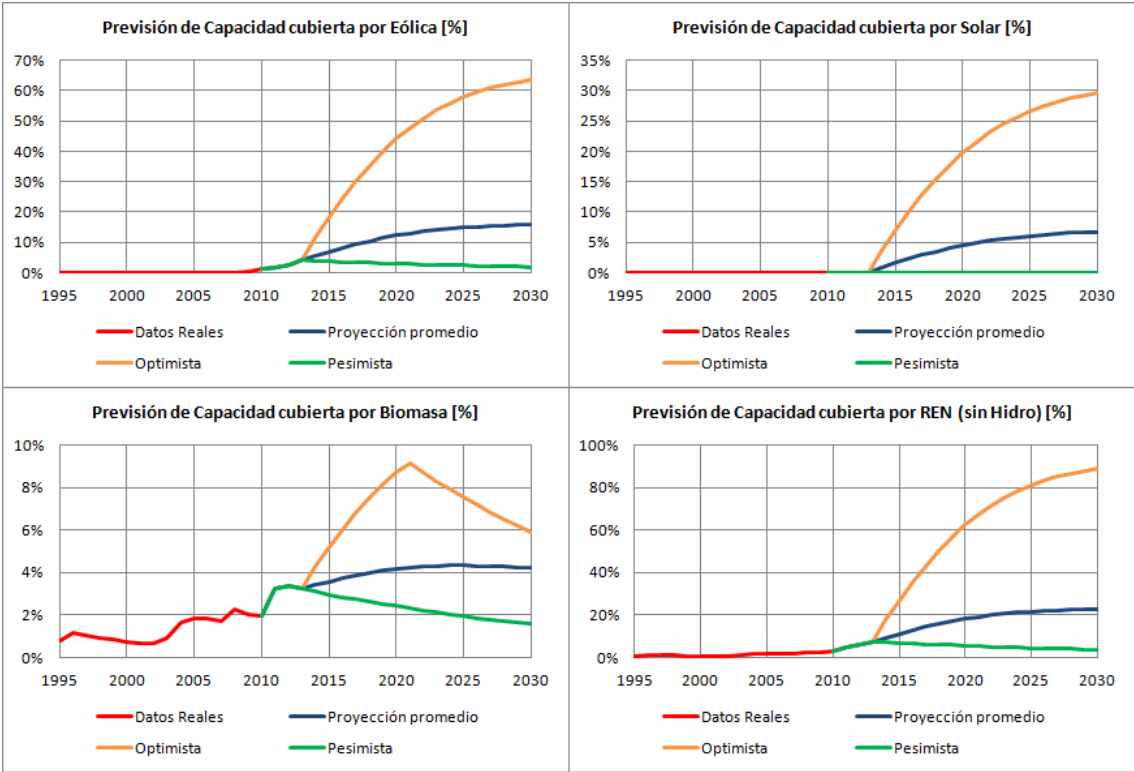 Previsión de Capacidad cubierta por Eólica [%]
70%
60%
50%
40%
30%
20%
10%
0%
1995 2000 2005 2010 2015 2020 2025 2030
Datos Reales Proyección promedio
Optimista Pesimista
Previsión de Capacidad cubierta por Solar [%]
35%
30%
25%
20%
15%
10%
5%
0%
1995 2000 2005 2010 2015 2020 2025 2030
Datos Reales Proyección promedio
Optimista Pesimista
Previsión de Capacidad cubierta por Biomasa [%]
10%
8%
6%
4%
2%
0%
1995 2000 2005 2010 2015 2020 2025 2030
Datos Reales Proyección promedio
Optimista Pesimista
Previsión de Capacidad cubierta por REN (sin Hidro) [%]
100%
80%
60%
40%
20%
0%
1995 2000 2005 2010 2015 2020 2025 2030
Datos Reales Proyección promedio
Optimista Pesimista